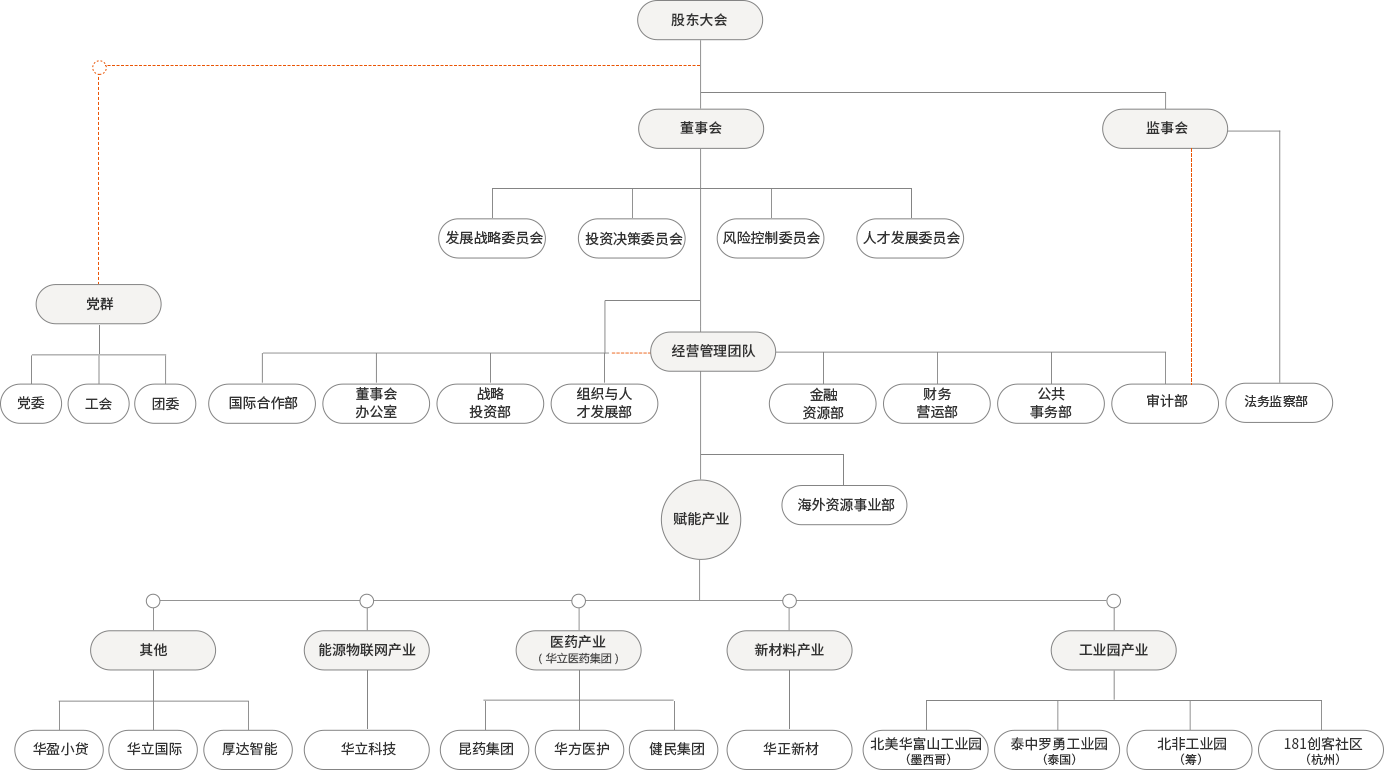 股东大会
董事会
监事会
发展战略委员会
投资决策委员会
风险控制委员会
人才发展委员会
党群
经营管理团队
党委
工会
团委
国际合作部
董事会
办公室
战略
投资部
组织与人
才发展部
金融
资源部
财务
营运部
公共
事务部
审计部
法务监察部
海外资源事业部
赋能产业
其他
能源物联网产业
医药产业
（华立医药集团）
新材料产业
工业园产业
华盈小贷
华立国际
厚达智能
华立科技
昆药集团
华方医护
健民集团
华正新材
北美华富山工业园
（墨西哥）
泰中罗勇工业园
（泰国）
北非工业园
（筹）
181创客社区
（杭州）